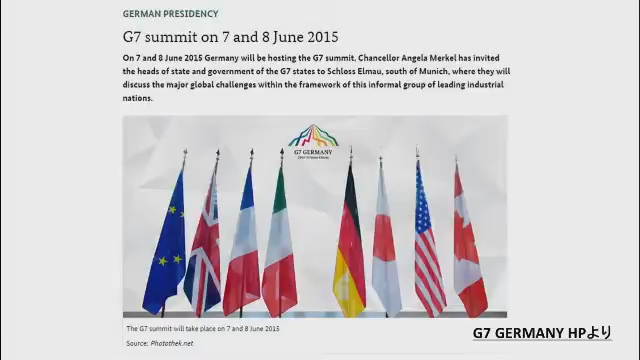 GERMAN PRESIDENCY
G7 summit on 7 and 8 June 2015
On 7 and 8 June 2015 Germany will be hosting the G7 summit. Chancellor Angela Merkel has invited
the heads of state and government of the G7 states to Schloss Elmau, south of Munich, where they will
discuss the major global challenges within the framework of this informal group of leading industrial
nations.
G7 GERMANY
The G7 summit will take place on 7 and 8 June 2015
Source: Photothek.net
G7 GERMANY HPより